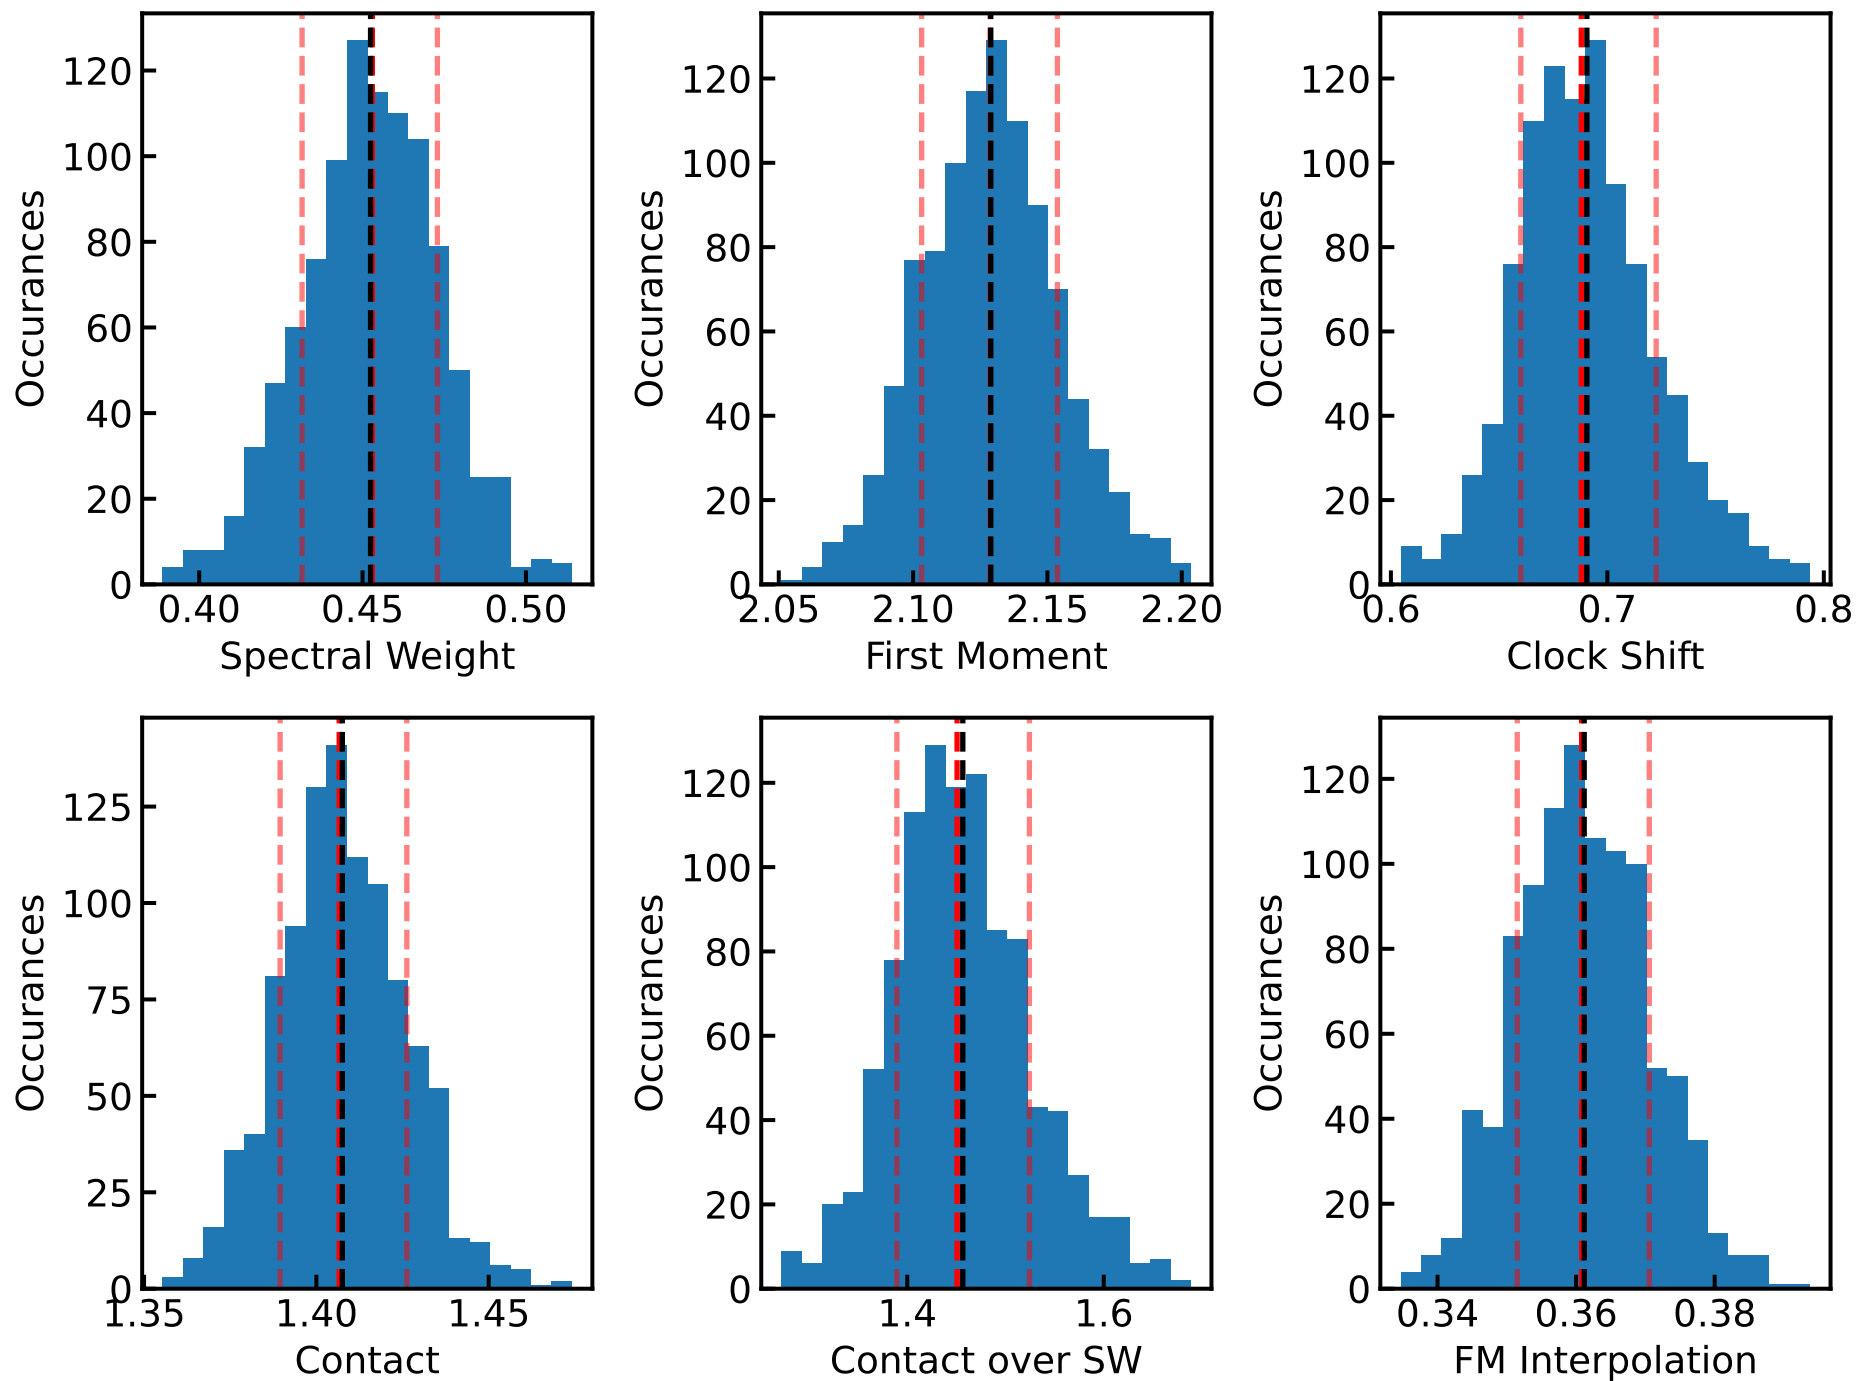 Occurances
120
100
80
60
40
20
0
0.40 0.45 0.50
Spectral Weight
Occurances
120
100
80
60
40
20
0
2.05 2.10 2.15 2.20
First Moment
Occurances
120
100
80
60
40
20
0
0.6 0.7 0.8
Clock Shift
Occurances
125
100
75
50
25
0
1.35 1.40 1.45
Contact
Occurances
120
100
80
60
40
20
0
1.4 1.6
Contact over SW
Occurances
120
100
80
60
40
20
0
0.34 0.36 0.38
FM Interpolation